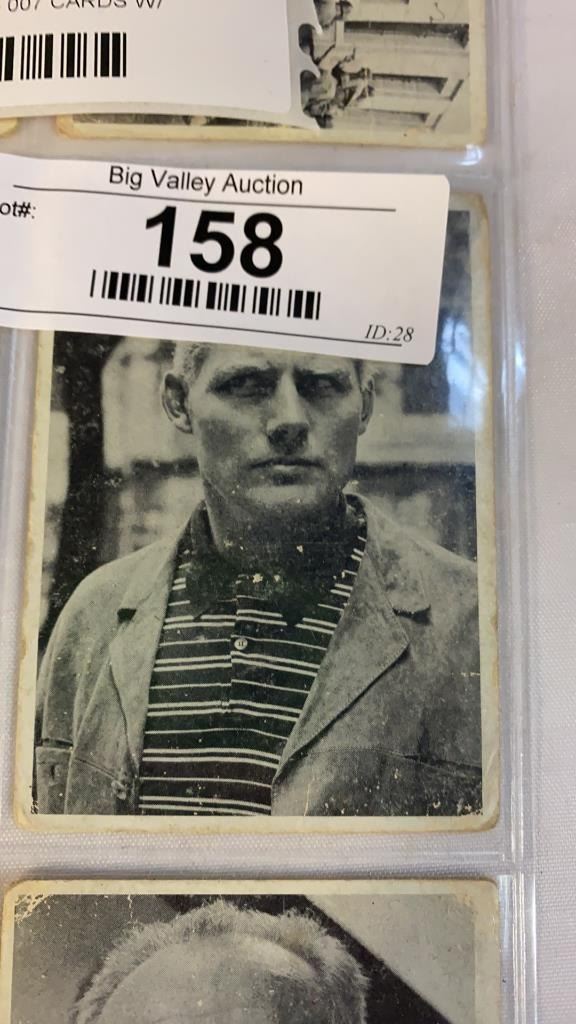 007 CARDS W/
Big Valley Auction
ot#:
158
ID:28